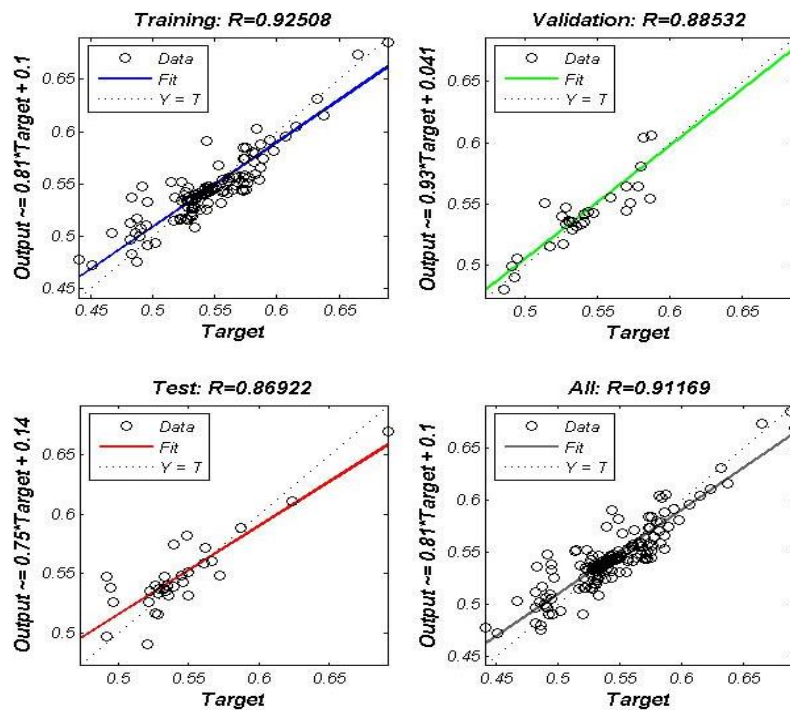 Training: R=0.92508
Output ~= 0.81*Target + 0.1
Data
Fit
Y = T
0.65
0.6
0.55
0.5
0.45
0.45 0.5 0.55 0.6 0.65
Target
Validation: R=0.88532
Output ~= 0.93*Target + 0.041
Data
Fit
Y = T
0.65
0.6
0.55
0.5
0.5 0.55 0.6 0.65
Target
Test: R=0.86922
Output ~= 0.75*Target + 0.14
Data
Fit
Y = T
0.65
0.6
0.55
0.5
0.5 0.55 0.6 0.65
Target
All: R=0.91169
Output ~= 0.81*Target + 0.1
Data
Fit
Y = T
0.65
0.6
0.55
0.5
0.45
0.45 0.5 0.55 0.6 0.65
Target